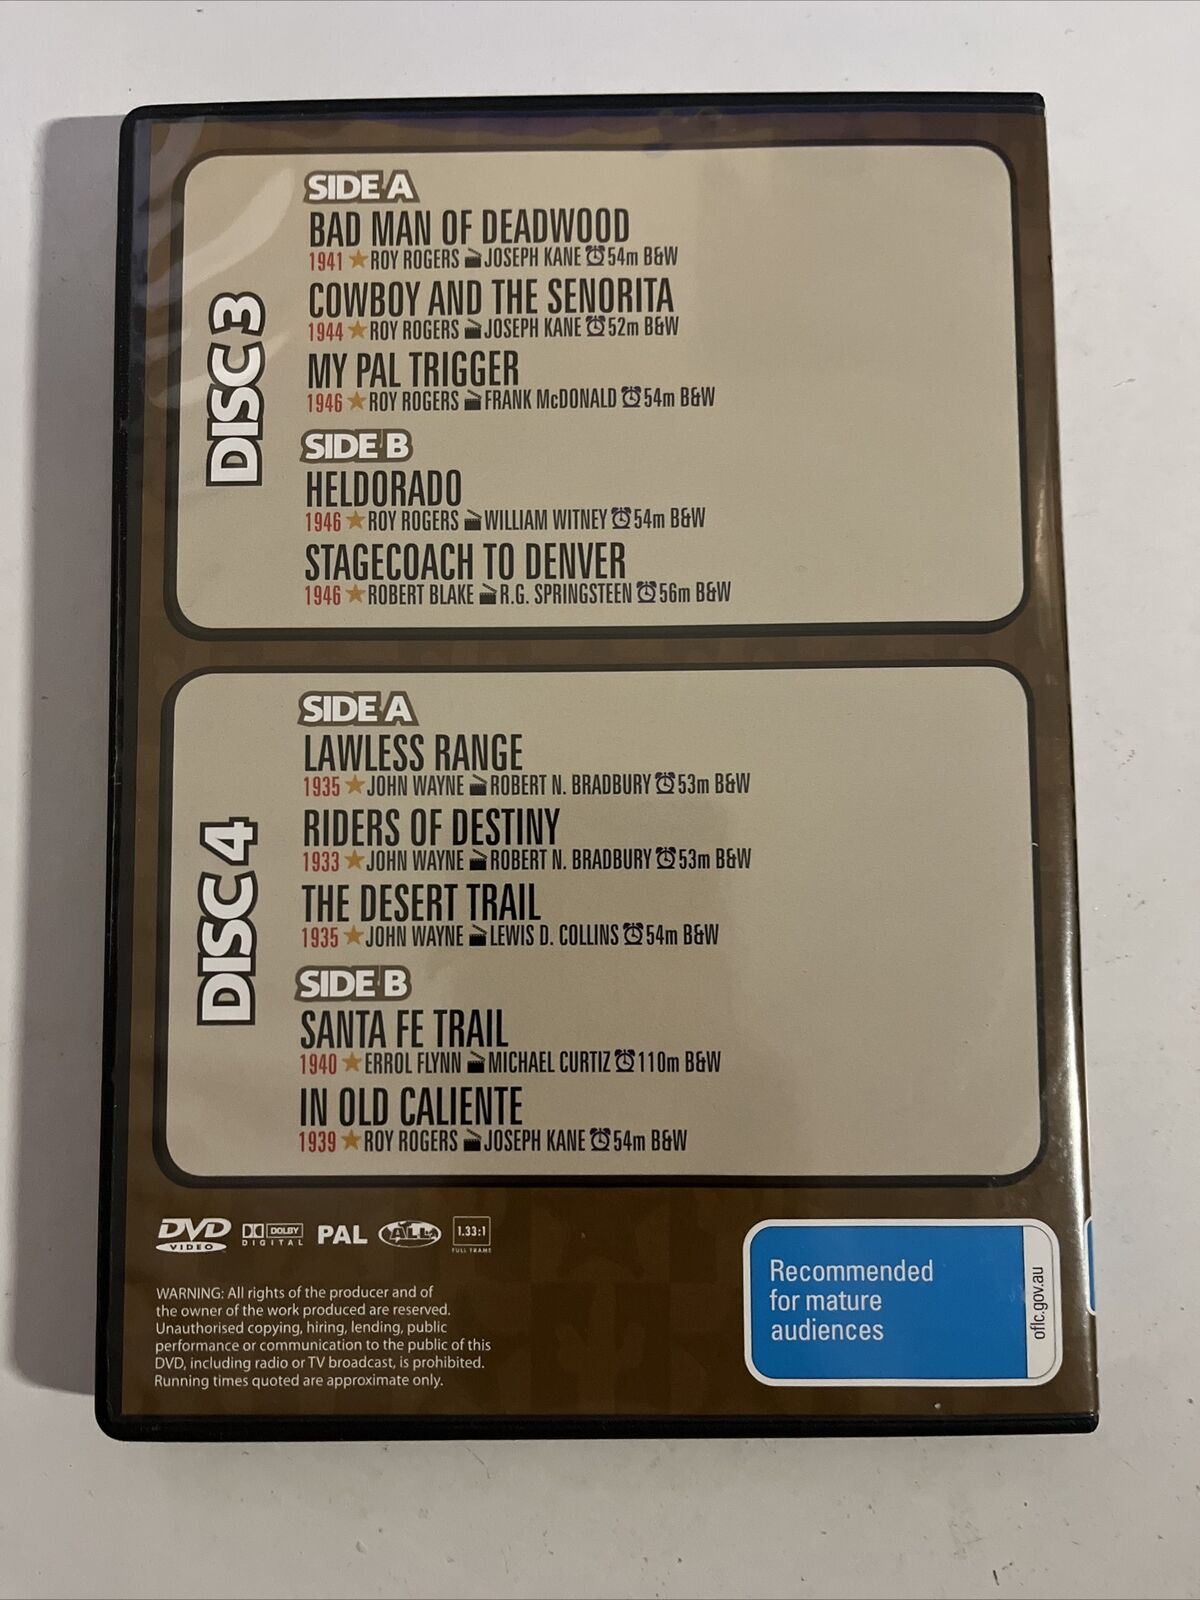 DISC 3
SIDE A
BAD MAN OF DEADWOOD
1941 ROY ROGERS JOSEPH KANE 54m B&W
COWBOY AND THE SENORITA
1944 ROY ROGERS JOSEPH KANE 52m B&W
MY PAL TRIGGER
1946 ROY ROGERS FRANK McDONALD 54m B&W
SIDE B
HELDORADO
1946 ROY ROGERS WILLIAM WITNEY 54m B&W
STAGECOACH TO DENVER
1946 ROBERT BLAKE R.G. SPRINGSTEEN 56m B&W
DISC 4
SIDE A
LAWLESS RANGE
1935 JOHN WAYNE ROBERT N. BRADBURY 53m B&W
RIDERS OF DESTINY
1933 JOHN WAYNE ROBERT N. BRADBURY 53m B&W
THE DESERT TRAIL
1935 JOHN WAYNE LEWIS D. COLLINS 54m B&W
SIDE B
SANTA FE TRAIL
1940 ERROL FLYNN MICHAEL CURTIZ 110m B&W
IN OLD CALIENTE
1939 ROY ROGERS JOSEPH KANE 54m B&W
DVD VIDEO
DOLBY DIGITAL
PAL
ALL
1.33:1
FULL FRAME
WARNING: All rights of the producer and of
the owner of the work produced are reserved.
Unauthorised copying, hiring, lending, public
performance or communication to the public of this
DVD, including radio or TV broadcast, is prohibited.
Running times quoted are approximate only.
Recommended
for mature
audiences
oflc.gov.au